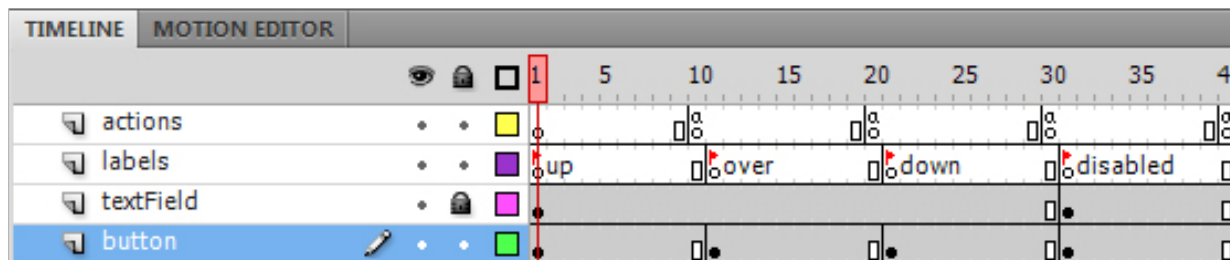 TIMELINE MOTION EDITOR
1 5 10 15 20 25 30 35 4
actions a a a a
labels up over down disabled
textField
button